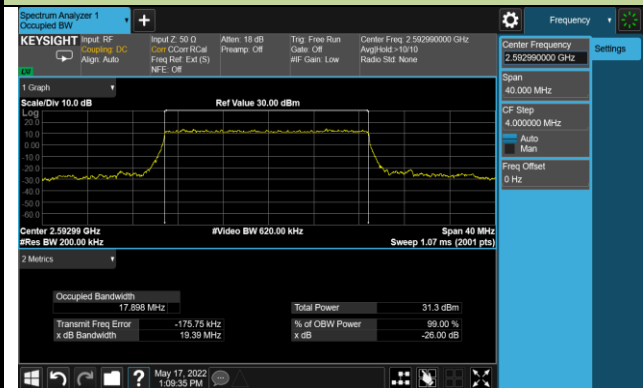 Spectrum Analyzer 1
Occupied BW
Frequency
KEYSIGHT
Input: RF
Coupling: DC
Align: Auto
Input Z: 50 Ω
Corr CCorr RCal
Freq Ref: Ext (S)
NFE: Off
Atten: 18 dB
Preamp: Off
Trig: Free Run
Gate: Off
#IF Gain: Low
Center Freq: 2.592990000 GHz
Avg|Hold:>10/10
Radio Std: None
Center Frequency
2.592990000 GHz
Settings
Span
40.000 MHz
CF Step
4.000000 MHz
Auto
Man
Freq Offset
0 Hz
1 Graph
Scale/Div 10.0 dB
Ref Value 30.00 dBm
Log
20.0
10.0
0.00
-10.0
-20.0
-30.0
-40.0
-50.0
-60.0
Center 2.59299 GHz
#Video BW 620.00 kHz
Span 40 MHz
#Res BW 200.00 kHz
Sweep 1.07 ms (2001 pts)
2 Metrics
Occupied Bandwidth
17.898 MHz
Total Power
31.3 dBm
Transmit Freq Error
-175.75 kHz
% of OBW Power
99.00 %
x dB Bandwidth
19.39 MHz
x dB
-26.00 dB
May 17, 2022
1:09:35 PM